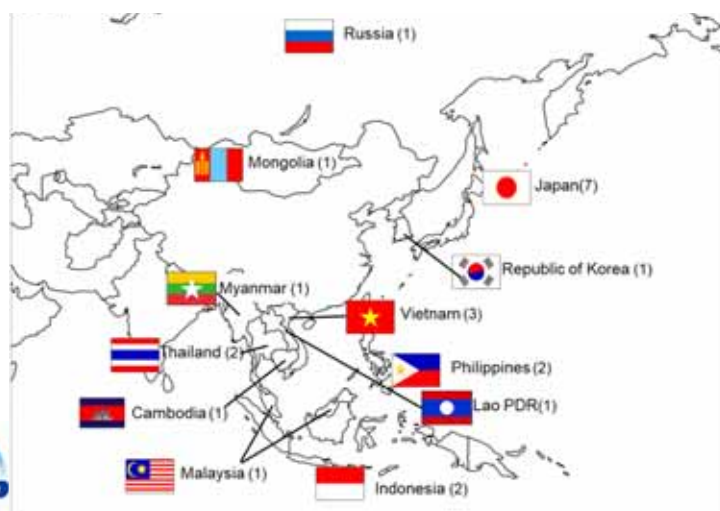 Russia (1)
Mongolia (1)
Japan(7)
Republic of Korea (1)
Myanmar (1)
Vietnam (3)
Thailand (2)
Philippines (2)
Lao PDR(1)
Cambodia (1)
Malaysia (1)
Indonesia (2)